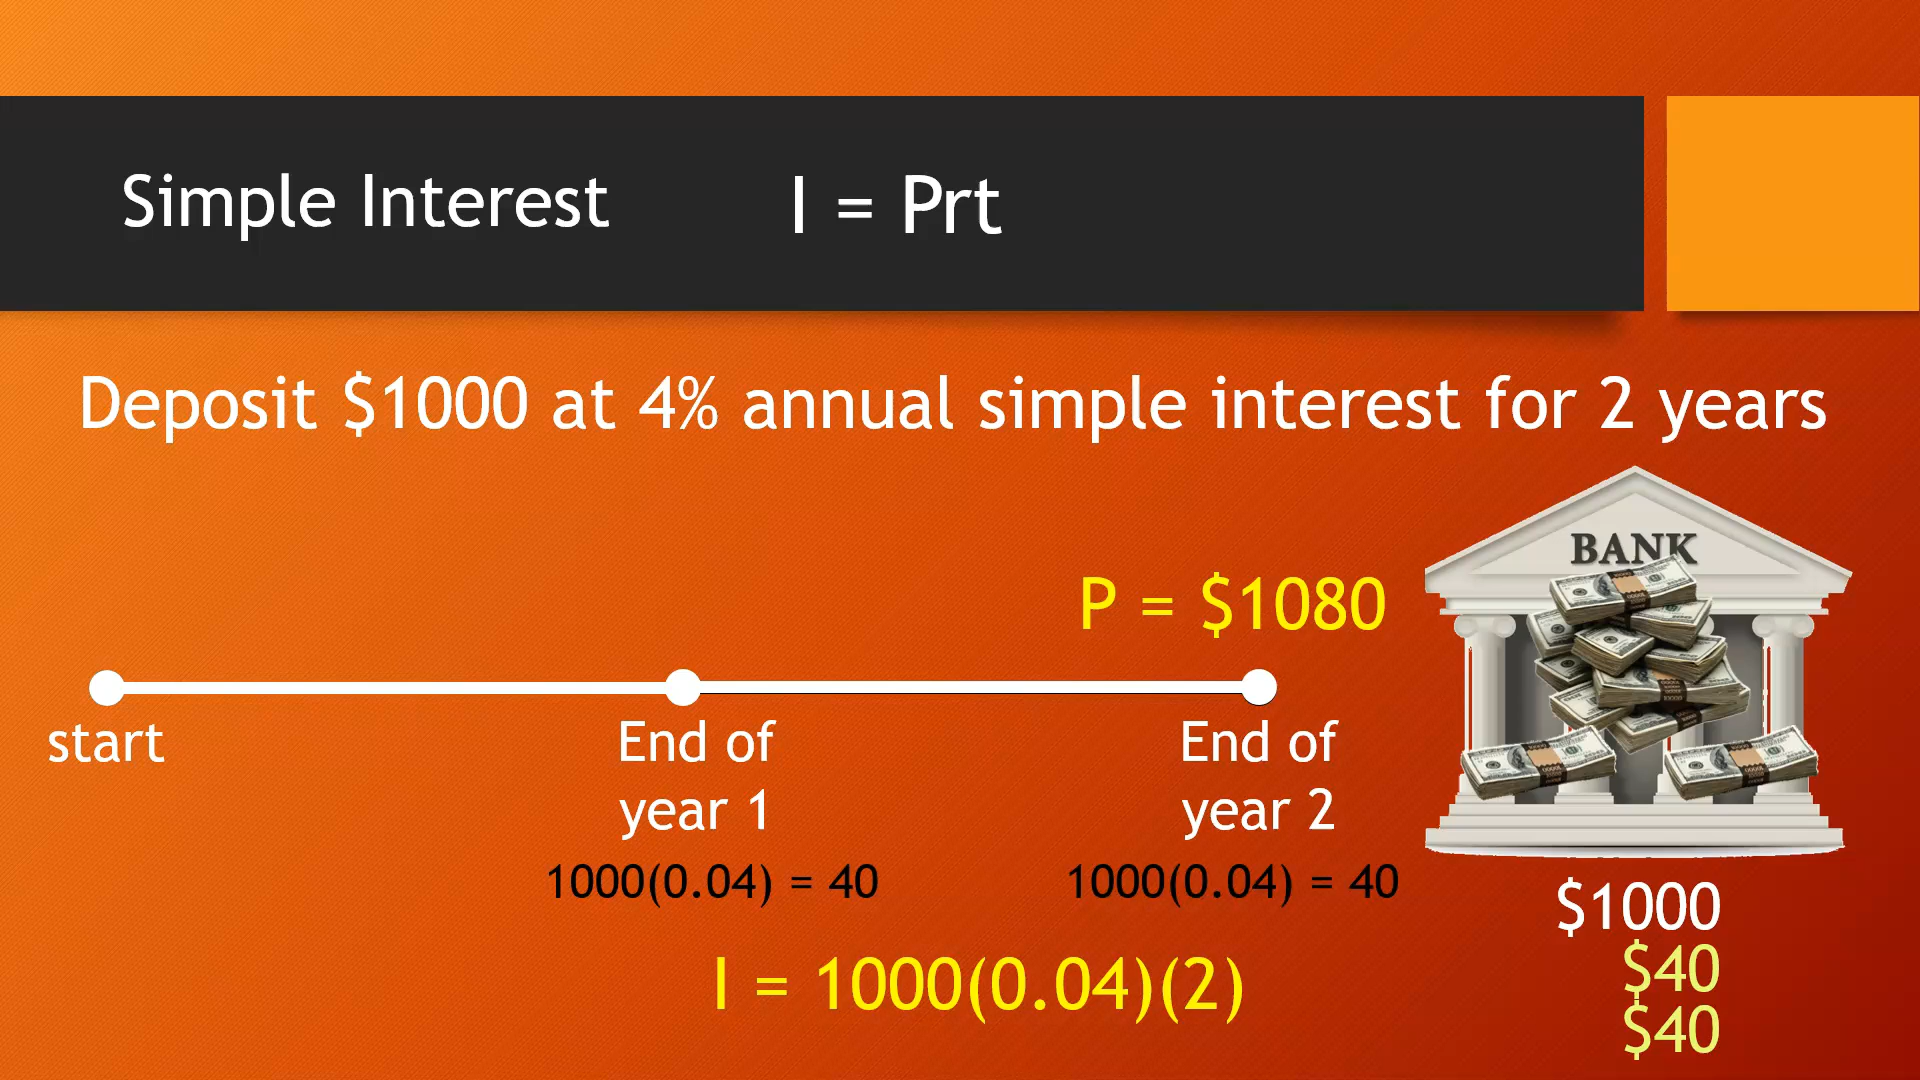 Simple Interest I = Prt
Deposit $1000 at 4% annual simple interest for 2 years
BANK
P = $1080
start
End of
year 1
End of
year 2
1000(0.04) = 40
1000(0.04) = 40
I = 1000(0.04)(2)
$1000
$40
$40